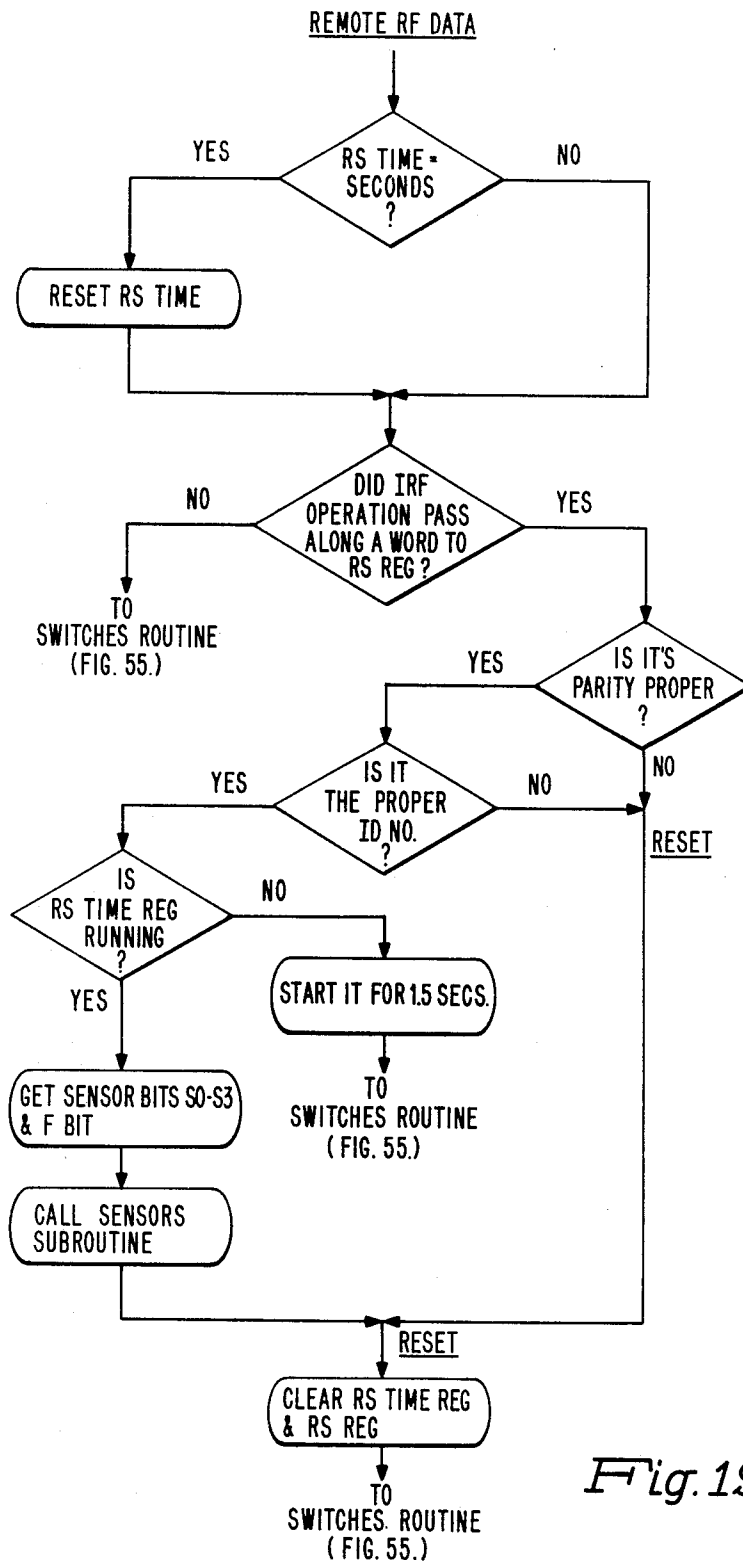 REMOTE RF DATA
YES
RS TIME=
SECONDS
?
NO
RESET RS TIME
NO
DID IRF
OPERATION PASS
ALONG A WORD TO
RS REG?
YES
TO
SWITCHES ROUTINE
(FIG. 55.)
YES
IS IT'S
PARITY PROPER
?
NO
YES
IS IT
THE PROPER
ID NO.
?
NO
RESET
IS
RS TIME REG
RUNNING
?
NO
YES
START IT FOR 1.5 SECS.
TO
SWITCHES ROUTINE
(FIG. 55.)
GET SENSOR BITS S0-S3
& F BIT
CALL SENSORS
SUBROUTINE
RESET
CLEAR RS TIME REG
& RS REG
TO
SWITCHES ROUTINE
(FIG. 55.)
Fig.